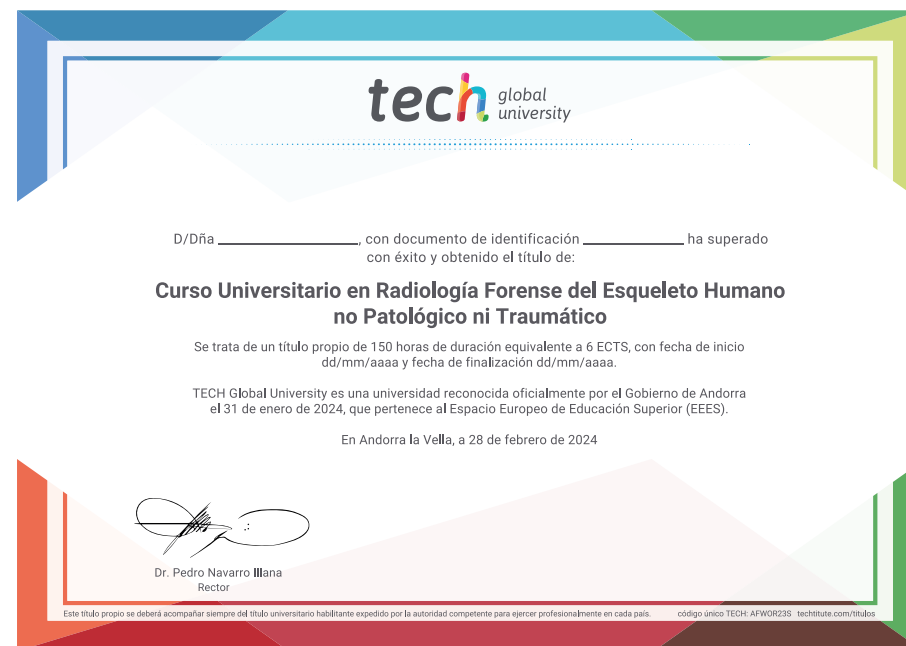 tech global university
D/Dña ____________, con documento de identificación ____________ ha superado
con éxito y obtenido el título de:
Curso Universitario en Radiología Forense del Esqueleto Humano
no Patológico ni Traumático
Se trata de un título propio de 150 horas de duración equivalente a 6 ECTS, con fecha de inicio
dd/mm/aaaa y fecha de finalización dd/mm/aaaa.
TECH Global University es una universidad reconocida oficialmente por el Gobierno de Andorra
el 31 de enero de 2024, que pertenece al Espacio Europeo de Educación Superior (EEES).
En Andorra la Vella, a 28 de febrero de 2024
Dr. Pedro Navarro Illana
Rector
Este título propio se deberá acompañar siempre del título universitario habilitante expedido por la autoridad competente para ejercer profesionalmente en cada país. código único TECH: AFWOR23S techtitute.com/titulos